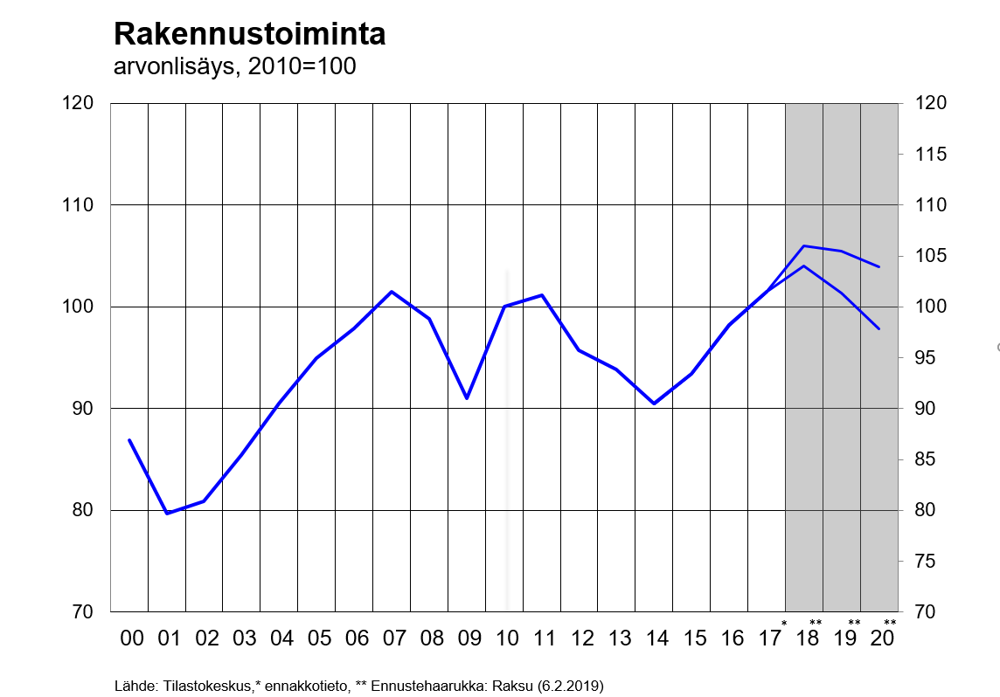 Rakennustoiminta
arvonlisäys, 2010=100
120 120
115
110 110
105
100 100
95
90 90
85
80 80
75
70 70
00 01 02 03 04 05 06 07 08 09 10 11 12 13 14 15 16 17* 18** 19** 20**
Lähde: Tilastokeskus,* ennakkotieto, ** Ennustehaarukka: Raksu (6.2.2019)